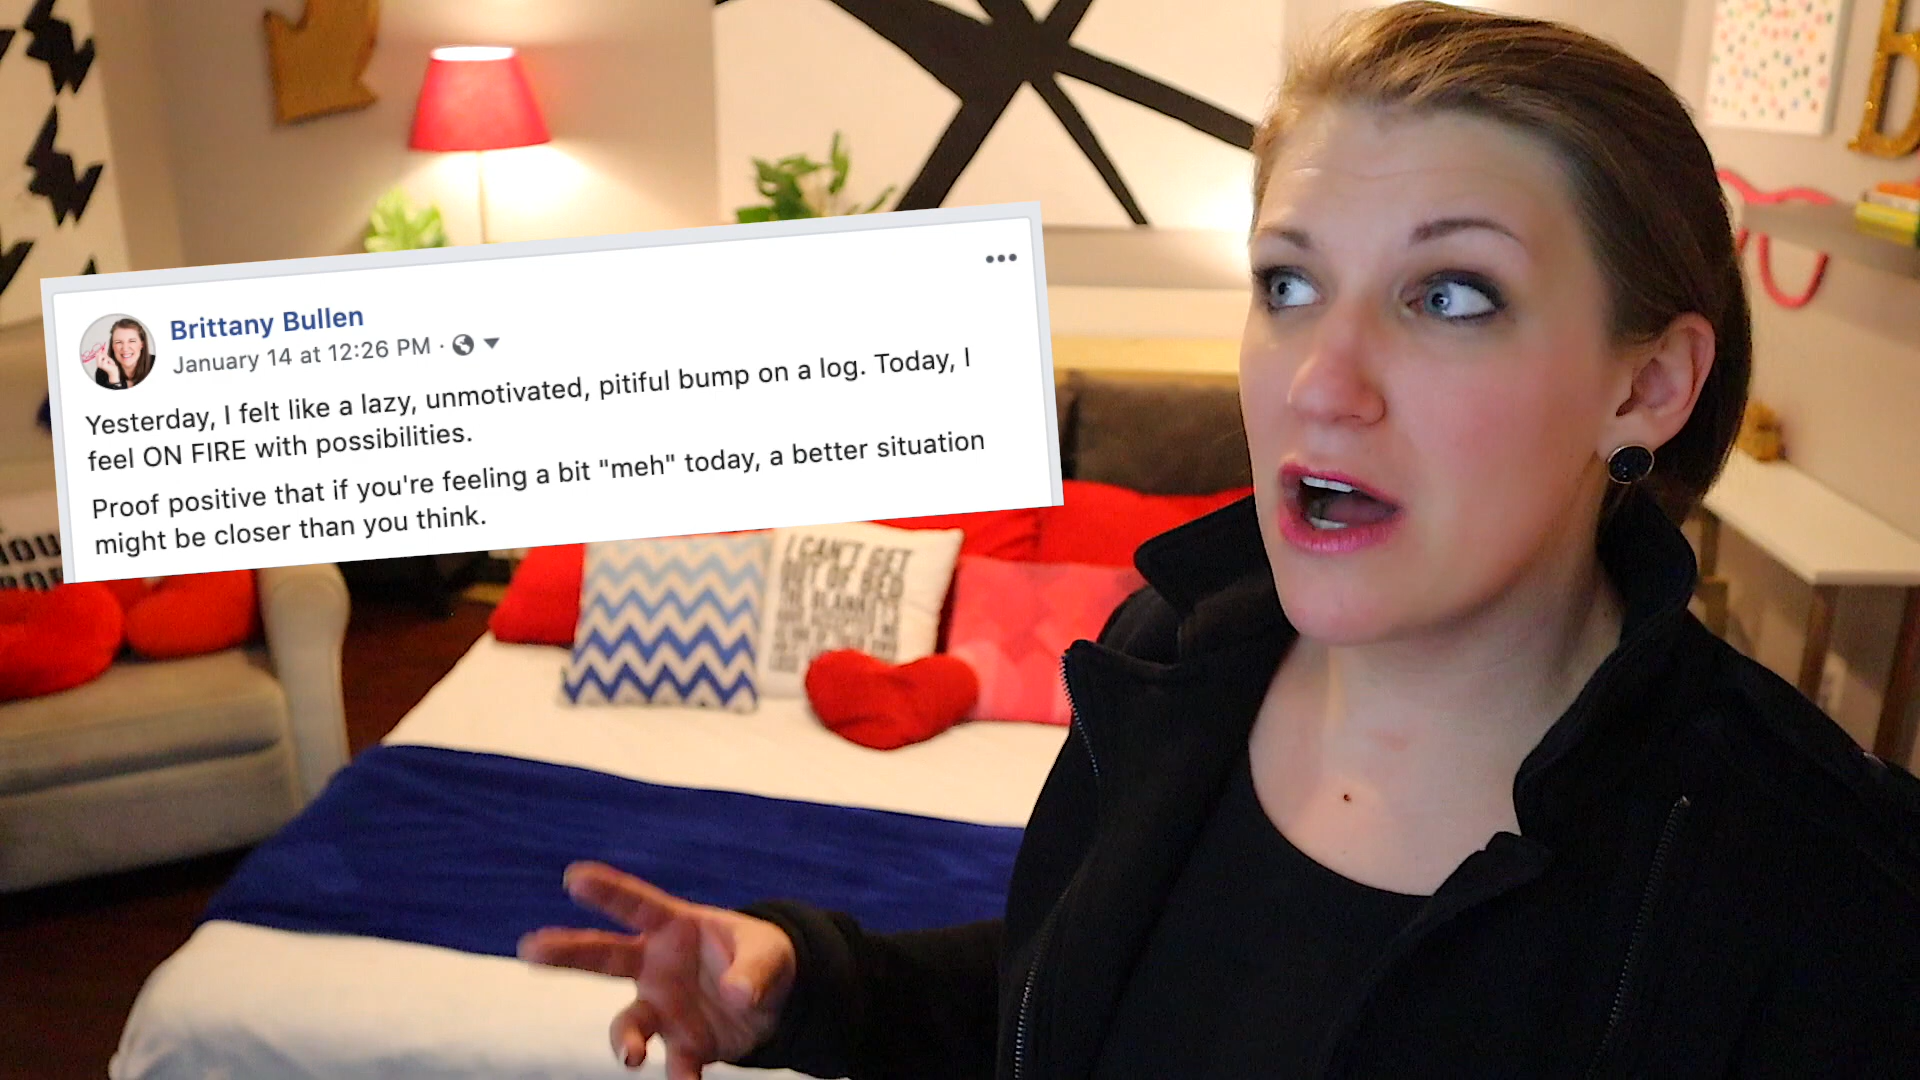 Brittany Bullen
January 14 at 12:26 PM
Yesterday, I felt like a lazy, unmotivated, pitiful bump on a log. Today, I
feel ON FIRE with possibilities.
Proof positive that if you're feeling a bit "meh" today, a better situation
might be closer than you think.
I CAN'T GET
OUT OF BED
THE BLANKETS
B